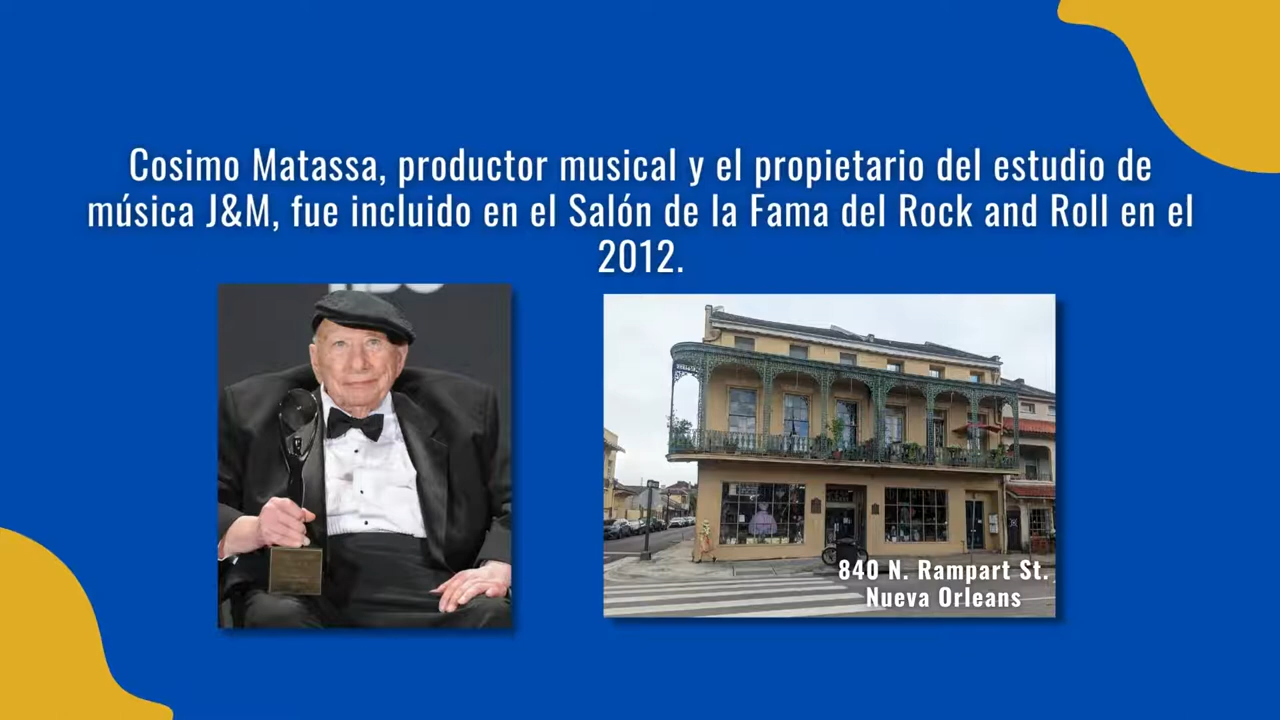 Cosimo Matassa, productor musical y el propietario del estudio de
música J&M, fue incluido en el Salón de la Fama del Rock and Roll en el
2012.
840 N. Rampart St.
Nueva Orleans